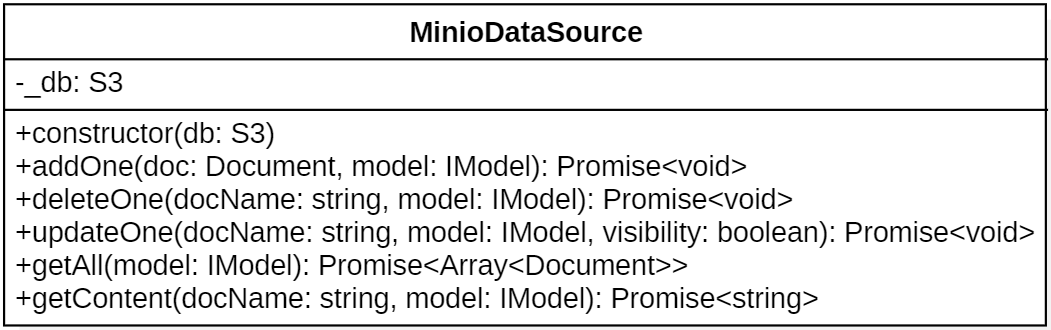 MinioDataSource
-_db: S3
+constructor(db: S3)
+addOne(doc: Document, model: IModel): Promise<void>
+deleteOne(docName: string, model: IModel): Promise<void>
+updateOne(docName: string, model: IModel, visibility: boolean): Promise<void>
+getAll(model: IModel): Promise<Array<Document>>
+getContent(docName: string, model: IModel): Promise<string>